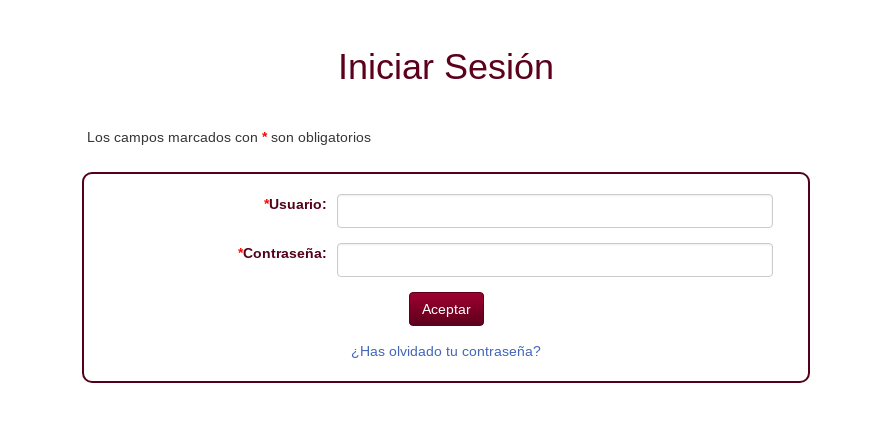 Iniciar Sesión
Los campos marcados con * son obligatorios
*Usuario:
*Contraseña:
Aceptar
¿Has olvidado tu contraseña?